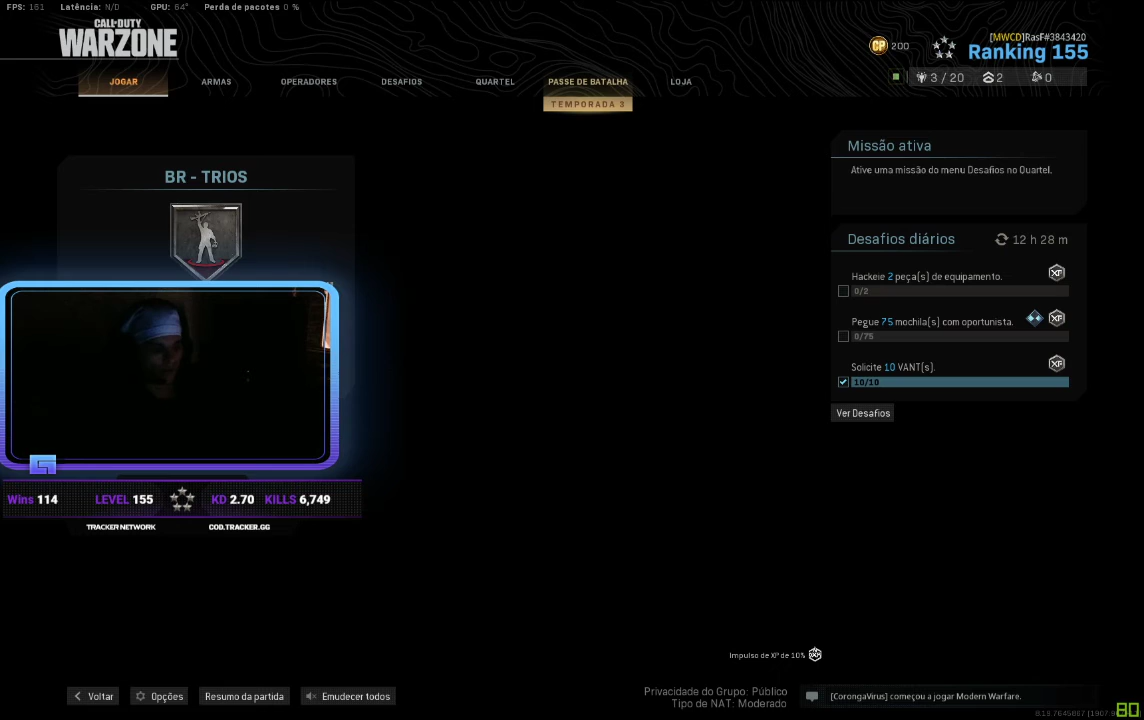 FPS: 161 Latência: N/D GPU: 64° Perda de pacotes 0 %
CALL OF DUTY
WARZONE
CP 200
[MWCD]RasF#3843420
Ranking 155
3 / 20 2 0
JOGAR ARMAS OPERADORES DESAFIOS QUARTEL PASSE DE BATALHA LOJA
TEMPORADA 3
BR - TRIOS
Missão ativa
Ative uma missão do menu Desafios no Quartel.
Desafios diários 12 h 28 m
Hackeie 2 peça(s) de equipamento.
0/2
Pegue 75 mochila(s) com oportunista.
0/75
Solicite 10 VANT(s).
10/10
Ver Desafios
Wins 114 LEVEL 155 KD 2.70 KILLS 6,749
TRACKER NETWORK COD.TRACKER.GG
Impulso de XP de 10%
Voltar Opções Resumo da partida Emudecer todos
Privacidade do Grupo: Público
Tipo de NAT: Moderado
[CorongaVirus] começou a jogar Modern Warfare.
80